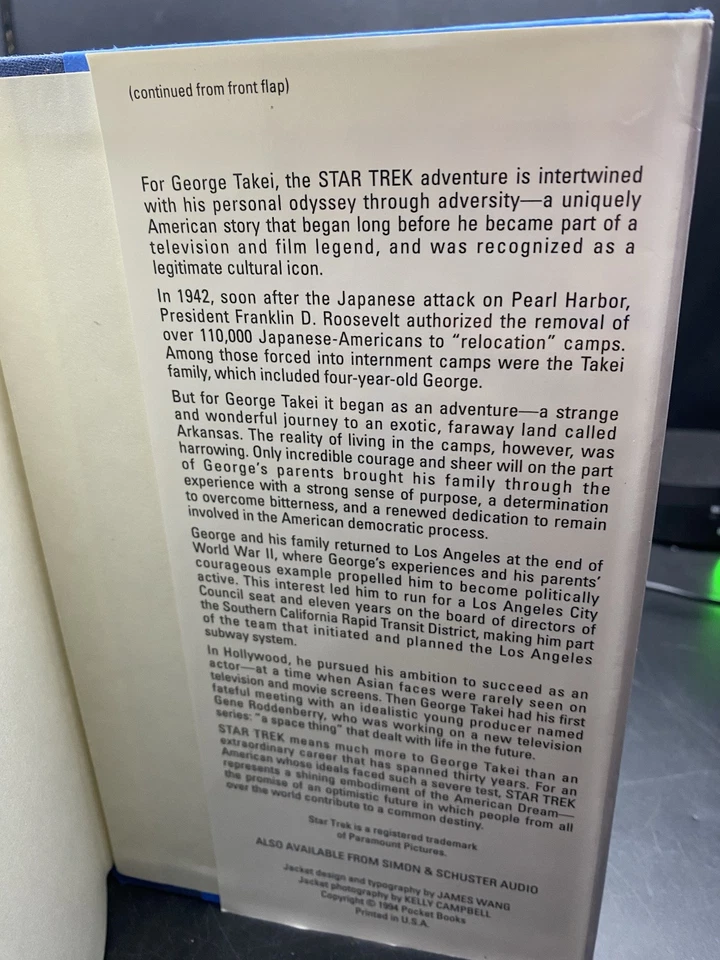 (continued from front flap)
For George Takei, the STAR TREK adventure is intertwined
with his personal odyssey through adversity—a uniquely
American story that began long before he became part of a
television and film legend, and was recognized as a
legitimate cultural icon.
In 1942, soon after the Japanese attack on Pearl Harbor,
President Franklin D. Roosevelt authorized the removal of
over 110,000 Japanese-Americans to “relocation” camps.
Among those forced into internment camps were the Takei
family, which included four-year-old George.
But for George Takei it began as an adventure—a strange
and wonderful journey to an exotic, faraway land called
Arkansas. The reality of living in the camps, however, was
harrowing. Only incredible courage and sheer will on the part
of George's parents brought his family through the
experience with a strong sense of purpose, a determination
to overcome bitterness, and a renewed dedication to remain
involved in the American democratic process.
George and his family returned to Los Angeles at the end of
World War II, where George's experiences and his parents'
courageous example propelled him to become politically
active. This interest led him to run for a Los Angeles City
Council seat and eleven years on the board of directors of
the Southern California Rapid Transit District, making him part
of the team that initiated and planned the Los Angeles
subway system.
In Hollywood, he pursued his ambition to succeed as an
actor—at a time when Asian faces were rarely seen on
television and movie screens. Then George Takei had his first
fateful meeting with an idealistic young producer named
Gene Roddenberry, who was working on a new television
series: “a space thing” that dealt with life in the future.
STAR TREK means much more to George Takei than an
extraordinary career that has spanned thirty years. For an
American whose ideals faced such a severe test, STAR TREK
represents a shining embodiment of the American Dream—
the promise of an optimistic future in which people from all
over the world contribute to a common destiny.
Star Trek is a registered trademark
of Paramount Pictures.
ALSO AVAILABLE FROM SIMON & SCHUSTER AUDIO
Jacket design and typography by JAMES WANG
Jacket photography by KELLY CAMPBELL
Copyright © 1994 Pocket Books
Printed in U.S.A.